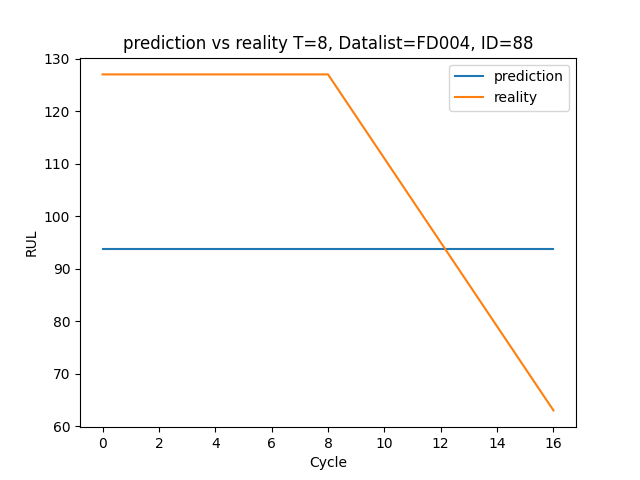 prediction vs reality T=8, Datalist=FD004, ID=88
prediction
reality
RUL
130
120
110
100
90
80
70
60
0 2 4 6 8 10 12 14 16
Cycle